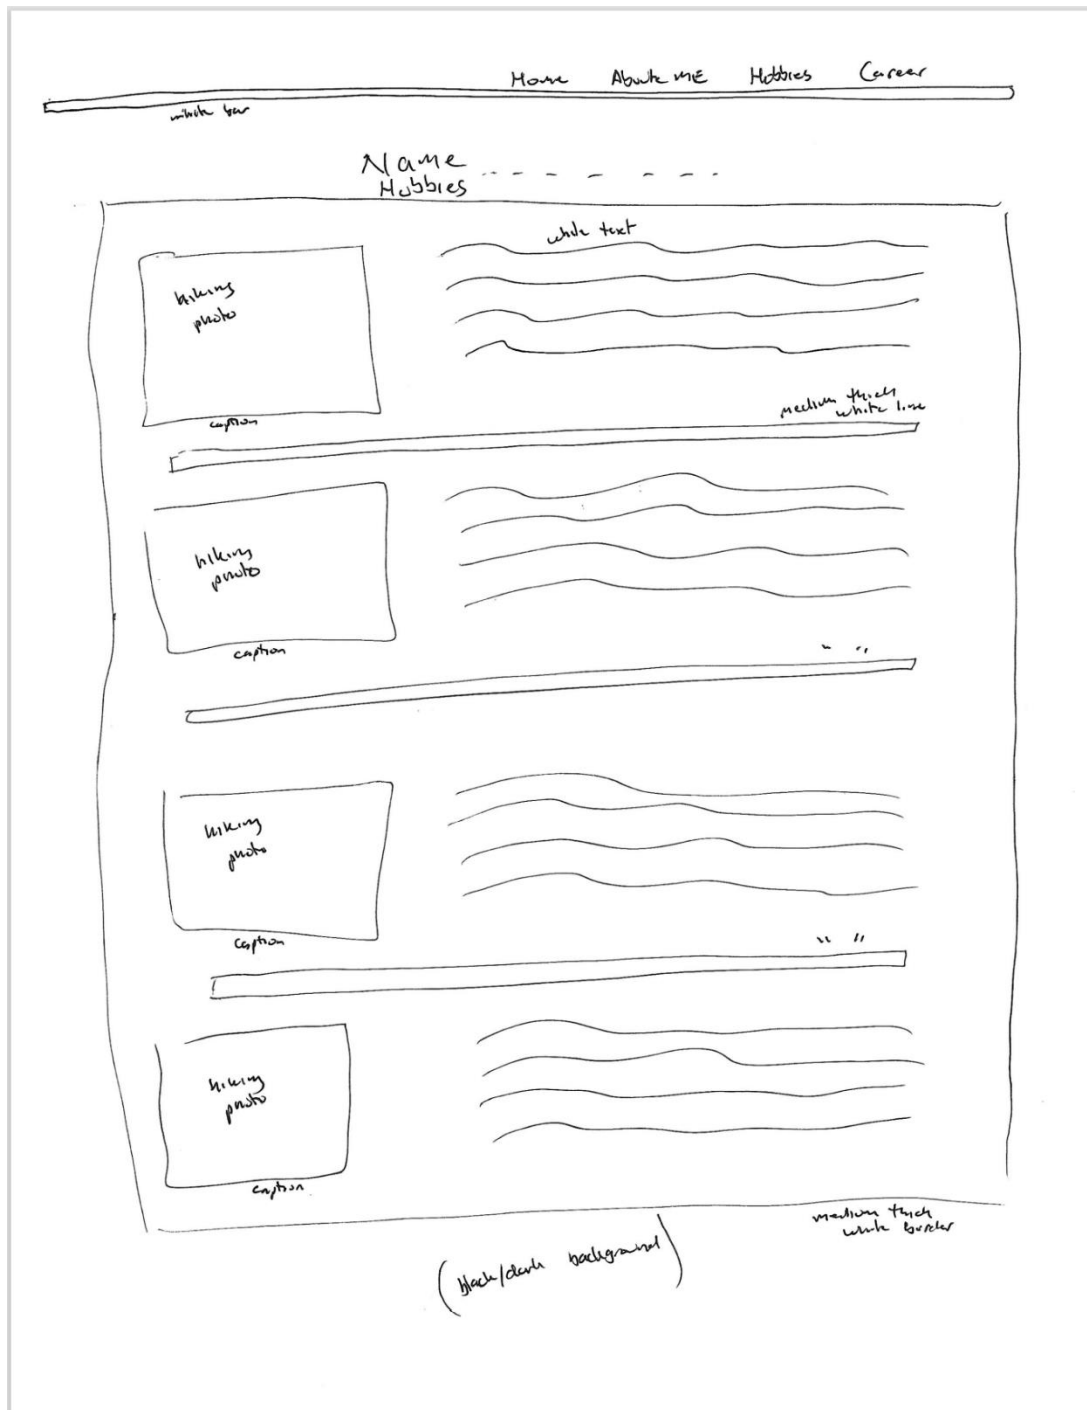 Home About ME Hobbies Career
white bar
Name
Hobbies
white text
hiking
photo
caption
medium thick
white line
hiking
photo
caption
" "
hiking
photo
caption
" "
hiking
photo
caption
medium thick
white border
(black/dark background)